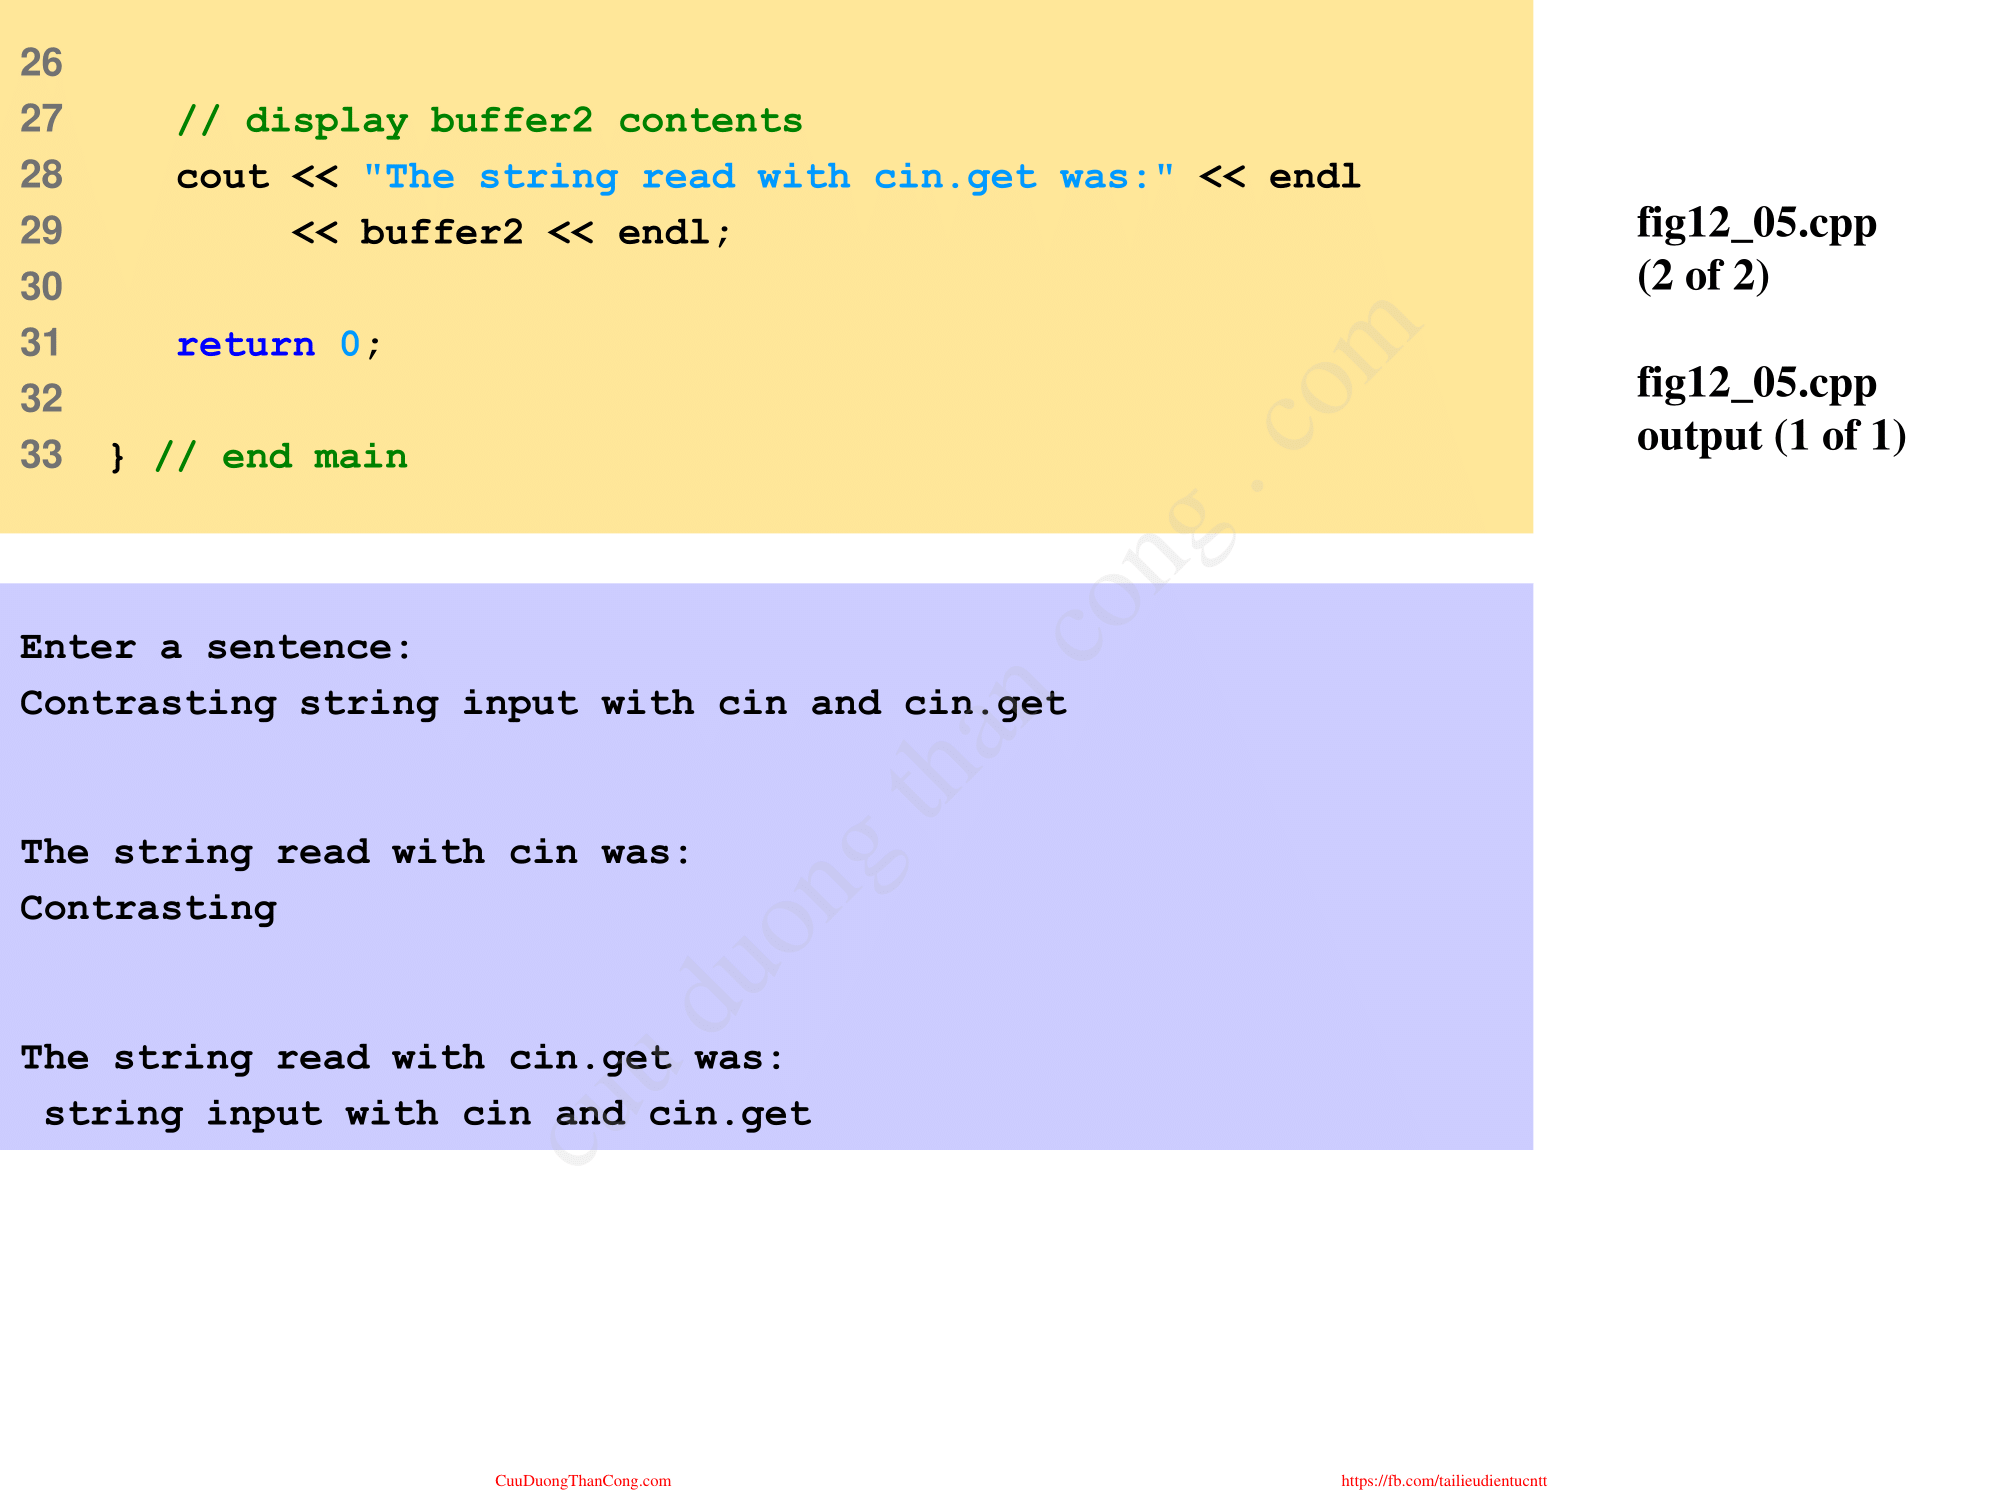 26
27 // display buffer2 contents
28 cout << "The string read with cin.get was:" << endl
29 << buffer2 << endl;
30
31 return 0;
32
33 } // end main
fig12_05.cpp
(2 of 2)
fig12_05.cpp
output (1 of 1)
Enter a sentence:
Contrasting string input with cin and cin.get
The string read with cin was:
Contrasting
The string read with cin.get was:
string input with cin and cin.get
cuu duong than cong . com
CuuDuongThanCong.com
https://fb.com/tailieudientucntt